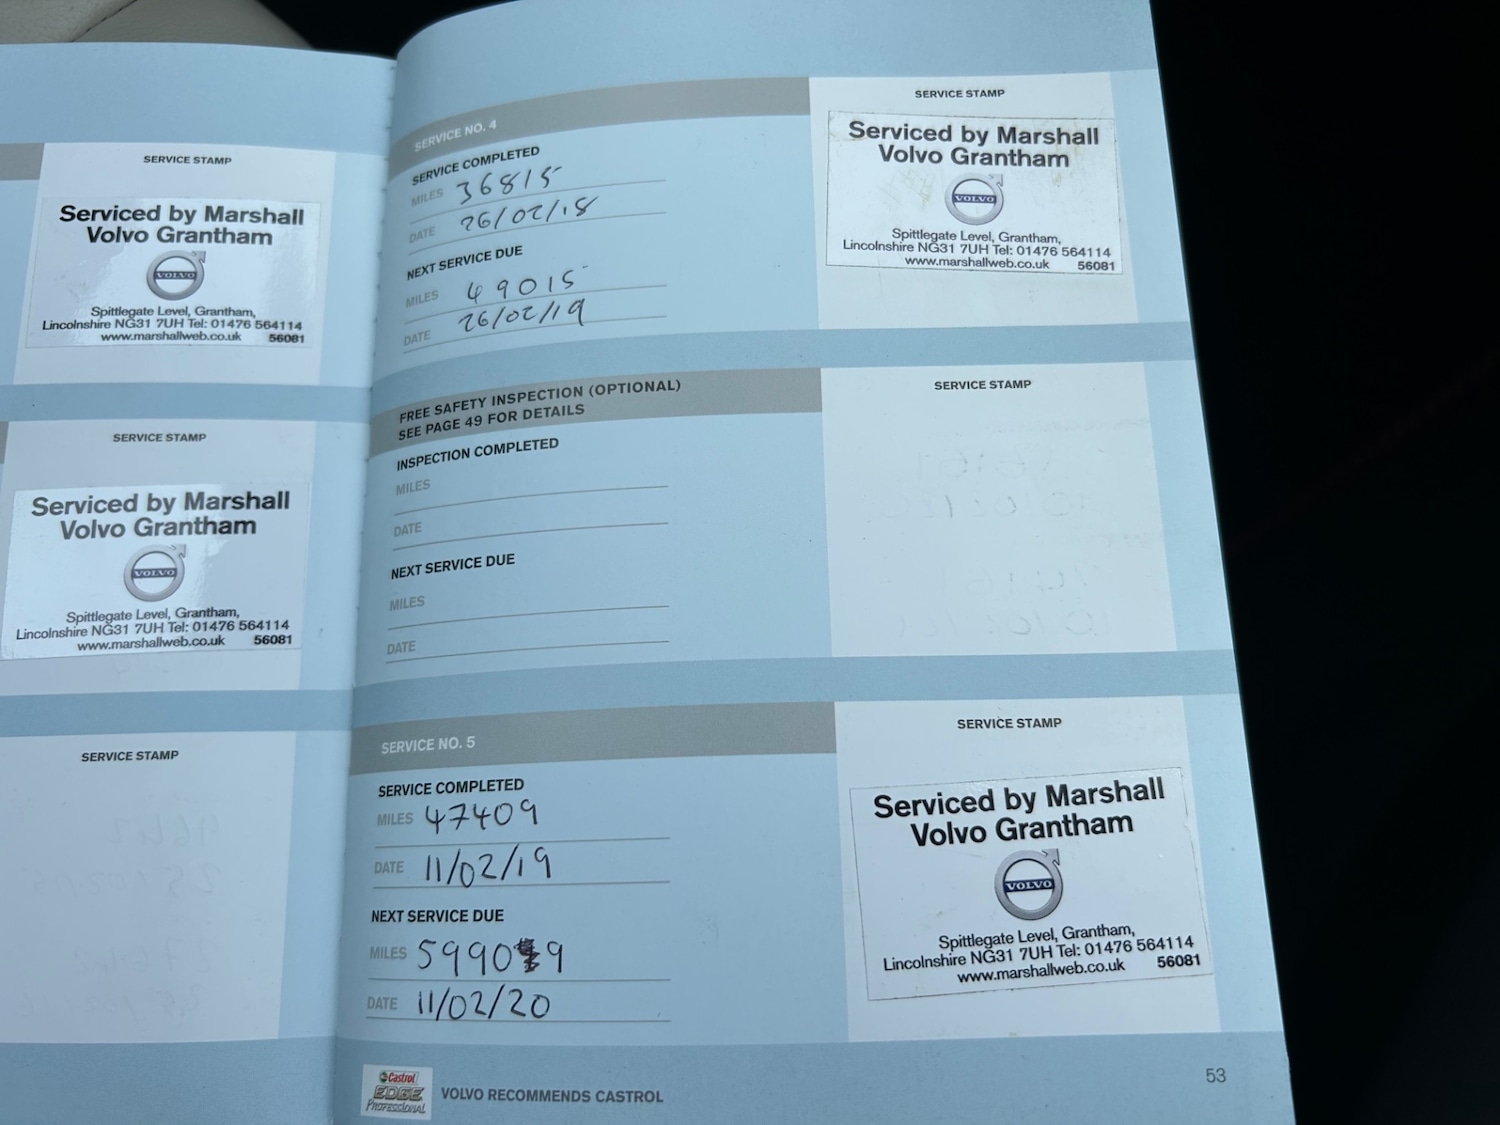 SERVICE STAMP
Serviced by Marshall
Volvo Grantham
VOLVO
Spittlegate Level, Grantham,
Lincolnshire NG31 7UH Tel: 01476 564114
www.marshallweb.co.uk 56081
SERVICE STAMP
Serviced by Marshall
Volvo Grantham
VOLVO
Spittlegate Level, Grantham,
Lincolnshire NG31 7UH Tel: 01476 564114
www.marshallweb.co.uk 56081
SERVICE STAMP
SERVICE NO. 4
SERVICE COMPLETED
MILES 36815
DATE 26/02/18
NEXT SERVICE DUE
MILES 49015
DATE 26/02/19
SERVICE STAMP
Serviced by Marshall
Volvo Grantham
VOLVO
Spittlegate Level, Grantham,
Lincolnshire NG31 7UH Tel: 01476 564114
www.marshallweb.co.uk 56081
FREE SAFETY INSPECTION (OPTIONAL)
SEE PAGE 49 FOR DETAILS
INSPECTION COMPLETED
MILES
DATE
NEXT SERVICE DUE
MILES
DATE
SERVICE STAMP
SERVICE NO. 5
SERVICE COMPLETED
MILES 47409
DATE 11/02/19
NEXT SERVICE DUE
MILES 5990 9
DATE 11/02/20
SERVICE STAMP
Serviced by Marshall
Volvo Grantham
VOLVO
Spittlegate Level, Grantham,
Lincolnshire NG31 7UH Tel: 01476 564114
www.marshallweb.co.uk 56081
Castrol
EDGE
PROFESSIONAL
VOLVO RECOMMENDS CASTROL
53